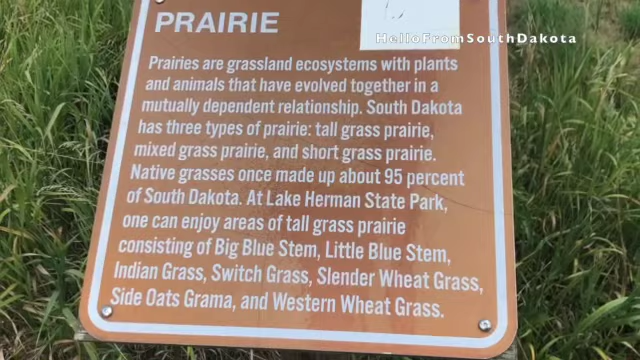 PRAIRIE
HelloFromSouthDakota
Prairies are grassland ecosystems with plants
and animals that have evolved together in a
mutually dependent relationship. South Dakota
has three types of prairie: tall grass prairie,
mixed grass prairie, and short grass prairie.
Native grasses once made up about 95 percent
of South Dakota. At Lake Herman State Park,
one can enjoy areas of tall grass prairie
consisting of Big Blue Stem, Little Blue Stem,
Indian Grass, Switch Grass, Slender Wheat Grass,
Side Oats Grama, and Western Wheat Grass.